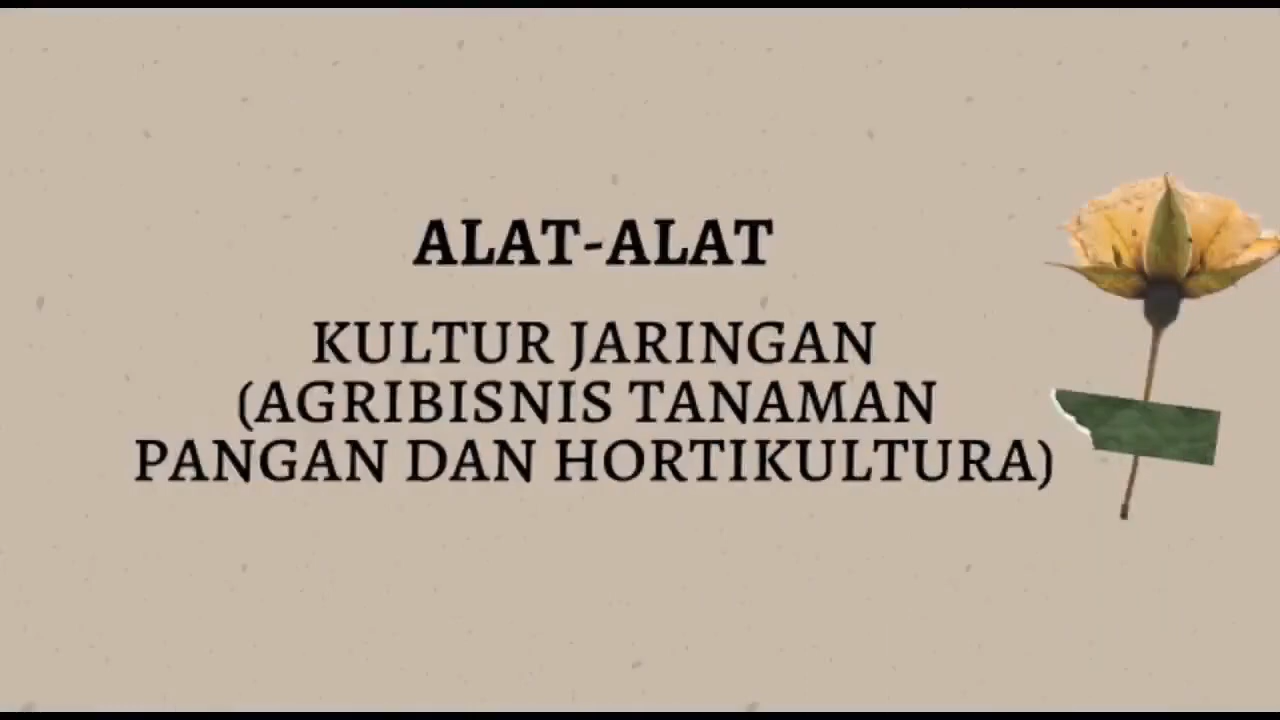 ALAT-ALAT
KULTUR JARINGAN
(AGRIBISNIS TANAMAN
PANGAN DAN HORTIKULTURA)